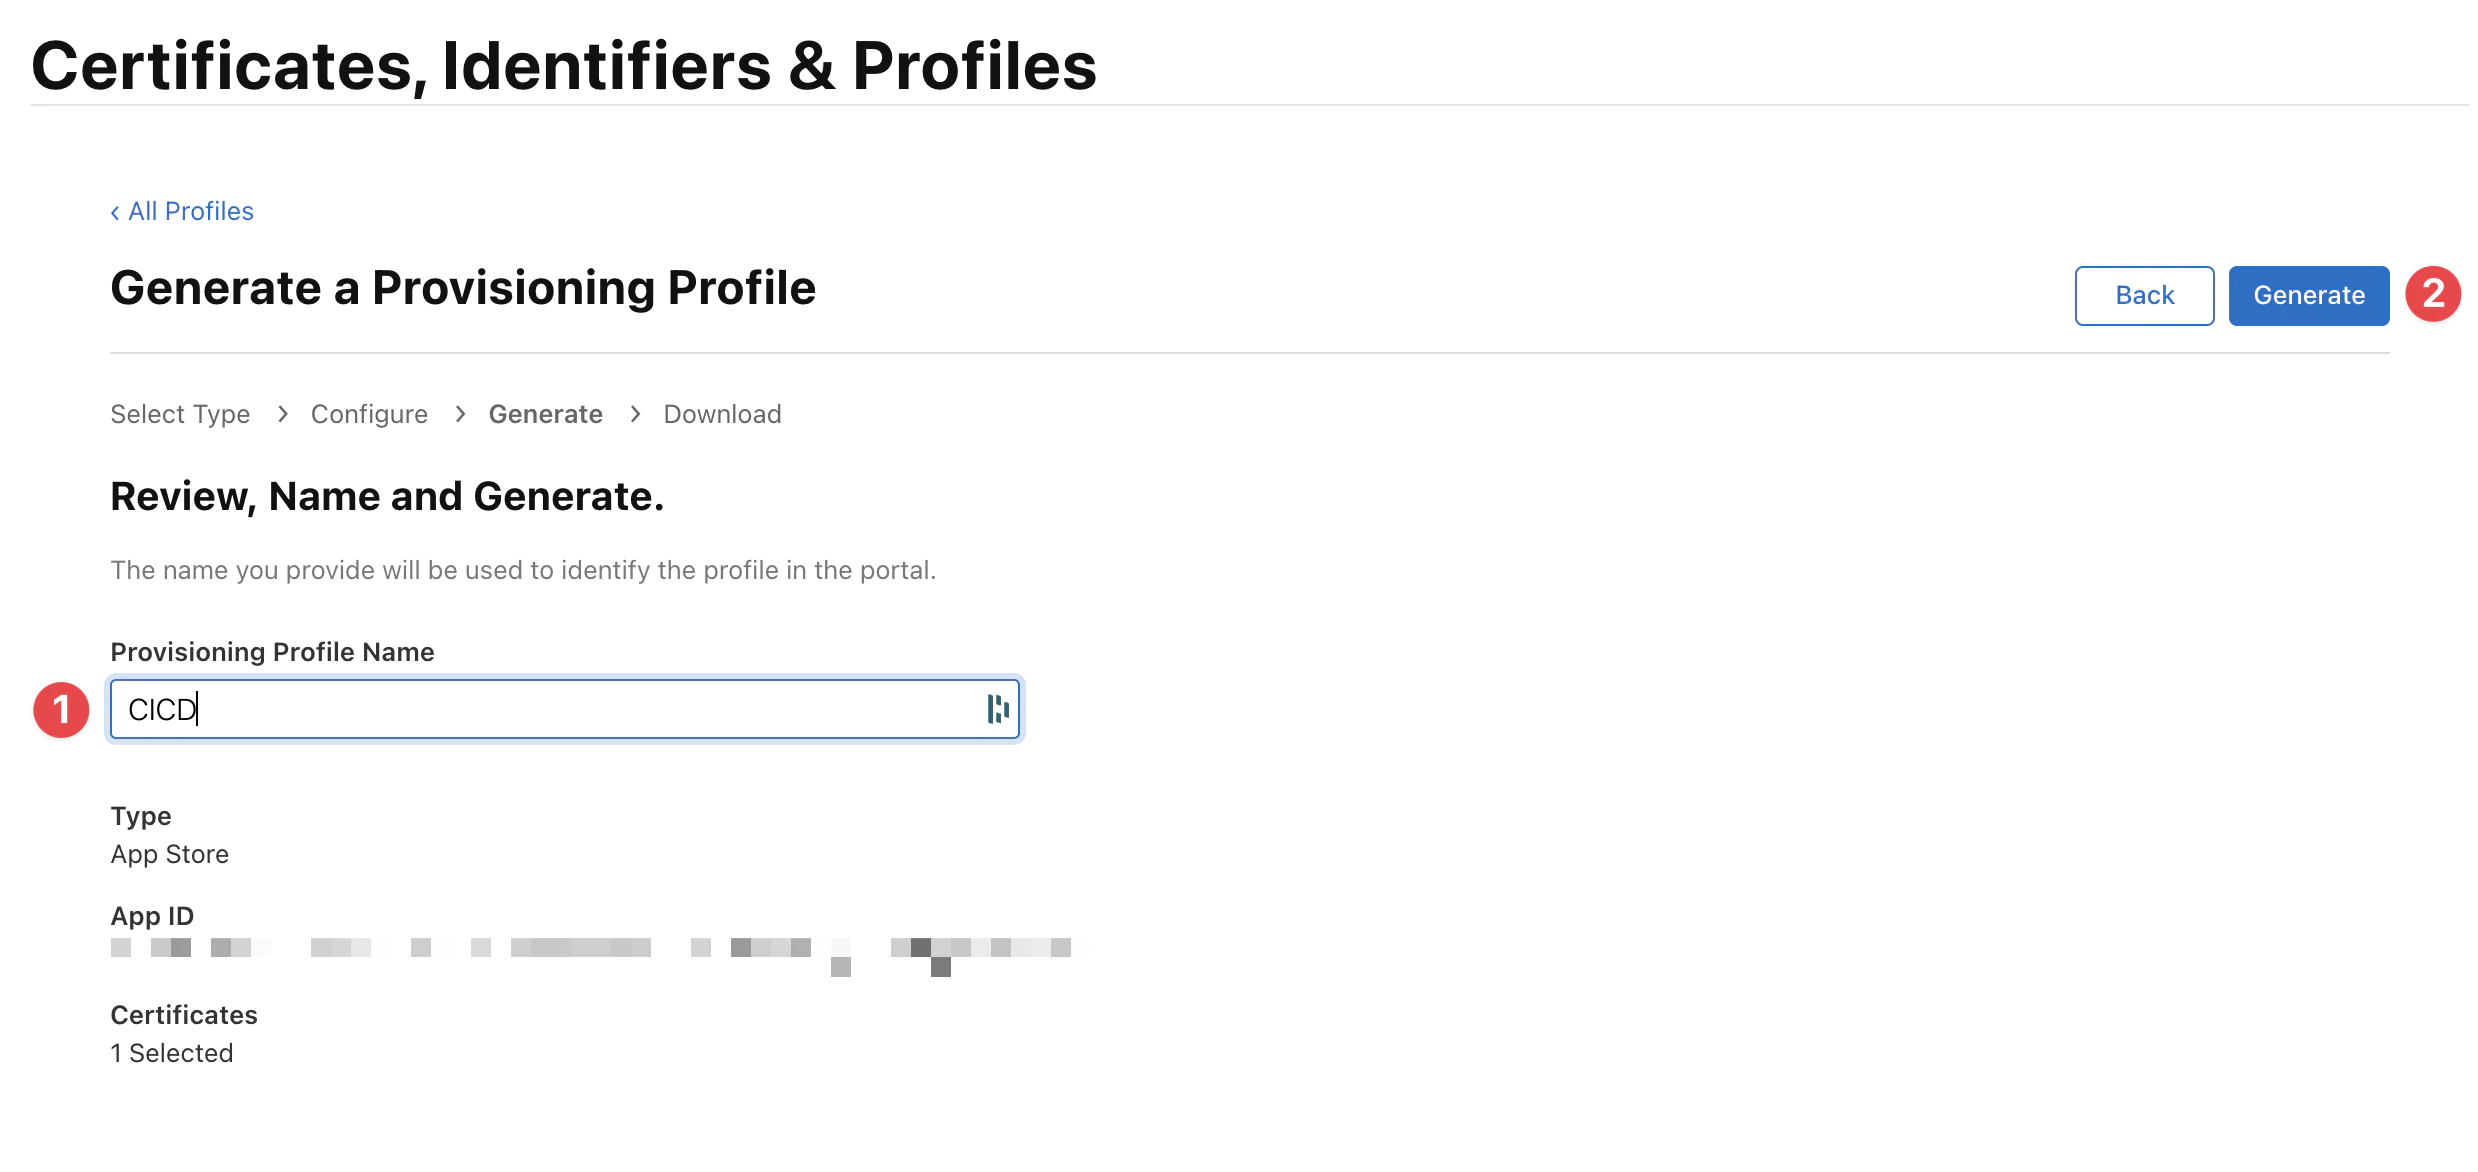 Certificates, Identifiers & Profiles
‹ All Profiles
Generate a Provisioning Profile
Back
Generate
2
Select Type > Configure > Generate > Download
Review, Name and Generate.
The name you provide will be used to identify the profile in the portal.
Provisioning Profile Name
1
CICD
Type
App Store
App ID
Certificates
1 Selected